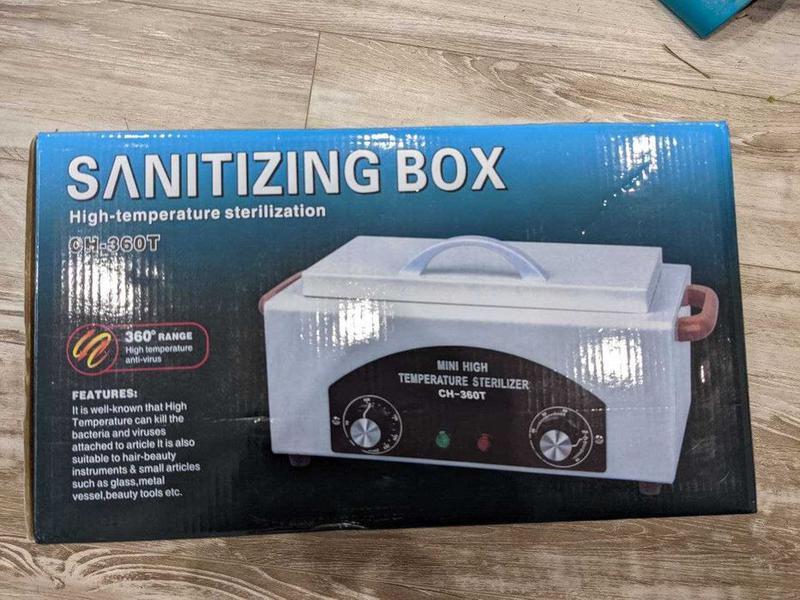 SANITIZING BOX
High-temperature sterilization
CH-360T
360° RANGE
High temperature
anti-virus
MINI HIGH
TEMPERATURE STERILIZER
CH-360T
FEATURES:
It is well-known that High
Temperature can kill the
bacteria and viruses
attached to article It is also
suitable to hair-beauty
instruments & small articles
such as glass,metal
vessel,beauty tools etc.